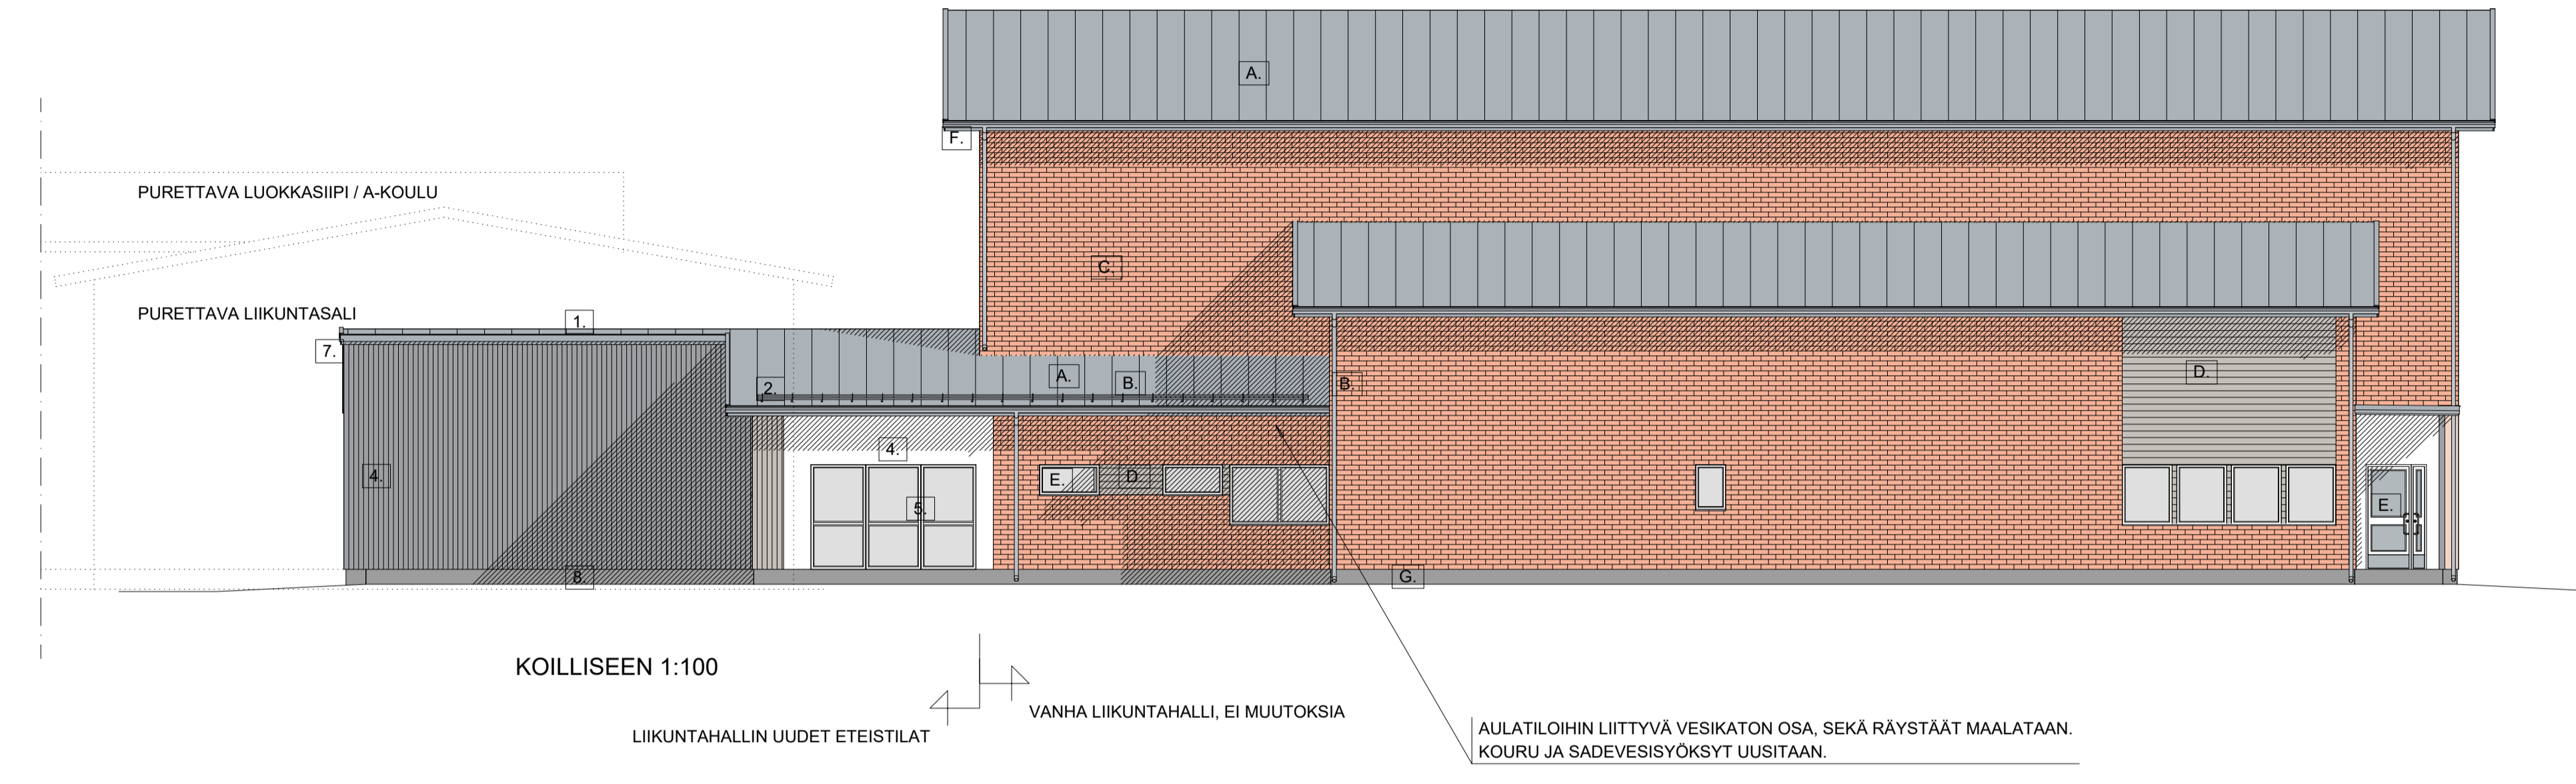 A.
F.
PURETTAVA LUOKKASIIPI / A-KOULU
C.
PURETTAVA LIIKUNTASALI
1.
7.
2.
A.
B.
B.
D.
4.
4.
E.
D
5.
E.
8.
G.
KOILLISEEN 1:100
VANHA LIIKUNTAHALLI, EI MUUTOKSIA
LIIKUNTAHALLIN UUDET ETEISTILAT
AULATILOIHIN LIITTYVÄ VESIKATON OSA, SEKÄ RÄYSTÄÄT MAALATAAN.
KOURU JA SADEVESISYÖKSYT UUSITAAN.